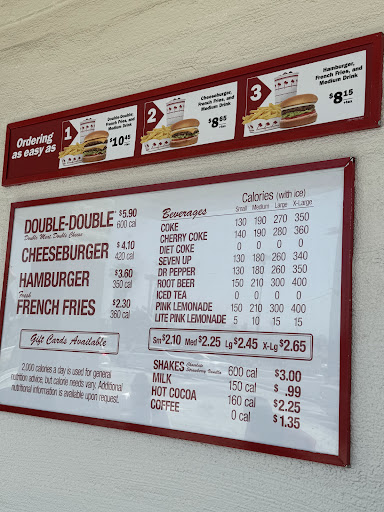 Ordering
as easy as
1
Double-Double,
French Fries, and
Medium Drink
$10.45
+tax
2
Cheeseburger,
French Fries, and
Medium Drink
$8.65
+tax
3
Hamburger,
French Fries, and
Medium Drink
$8.15
+tax
DOUBLE-DOUBLE $5.90
Double Meat Double Cheese 600 cal
CHEESEBURGER $4.10
420 cal
HAMBURGER $3.60
350 cal
Fresh
FRENCH FRIES $2.30
360 cal
Gift Cards Available
2,000 calories a day is used for general
nutrition advice, but calorie needs vary. Additional
nutritional information is available upon request.
Calories (with ice)
Beverages Small Medium Large X-Large
COKE 130 190 270 350
CHERRY COKE 140 190 280 360
DIET COKE 0 0 0 0
SEVEN UP 130 180 260 340
DR PEPPER 130 180 260 350
ROOT BEER 150 210 300 400
ICED TEA 0 0 0 0
PINK LEMONADE 150 210 300 400
LITE PINK LEMONADE 5 10 15 15
Sm $2.10 Med $2.25 Lg $2.45 X-Lg $2.65
SHAKES Chocolate Strawberry Vanilla 600 cal $3.00
MILK 150 cal $ .99
HOT COCOA 160 cal $2.25
COFFEE 0 cal $1.35